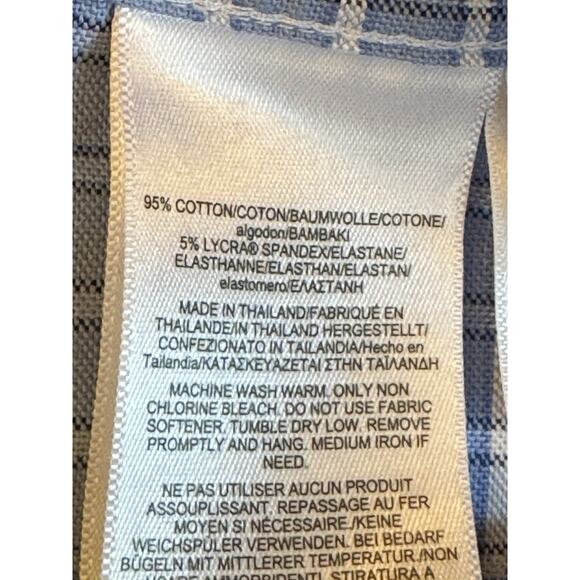 95% COTTON/COTON/BAUMWOLLE/COTONE/
algodon/BAMBAKI
5% LYCRA® SPANDEX/ELASTANE/
ELASTHANNE/ELASTHAN/ELASTAN/
elastomero/ΕΛΑΣΤΑΝΗ
MADE IN THAILAND/FABRIQUÉ EN
THAILANDE/IN THAILAND HERGESTELLT/
CONFEZIONATO IN TAILANDIA/Hecho en
Tailandia/ΚΑΤΑΣΚΕΥΑΖΕΤΑΙ ΣΤΗΝ ΤΑΪΛΑΝΔΗ
MACHINE WASH WARM. ONLY NON
CHLORINE BLEACH. DO NOT USE FABRIC
SOFTENER. TUMBLE DRY LOW. REMOVE
PROMPTLY AND HANG. MEDIUM IRON IF
NEED.
NE PAS UTILISER AUCUN PRODUIT
ASSOUPLISSANT. REPASSAGE AU FER
MOYEN SI NÉCESSAIRE./KEINE
WEICHSPÜLER VERWENDEN. BEI BEDARF
BÜGELN MIT MITTLERER TEMPERATUR./NON
USARE AMMORBIDENTI. STIRATURA A